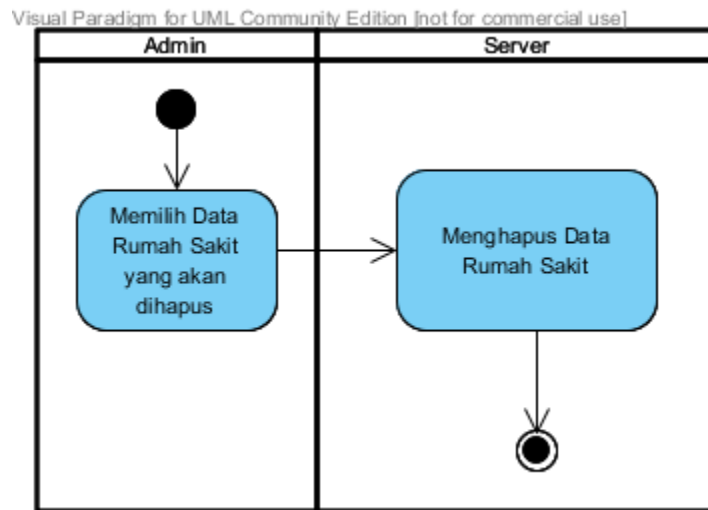 Visual Paradigm for UML Community Edition [not for commercial use]
Admin
Server
Memilih Data
Rumah Sakit
yang akan
dihapus
Menghapus Data
Rumah Sakit